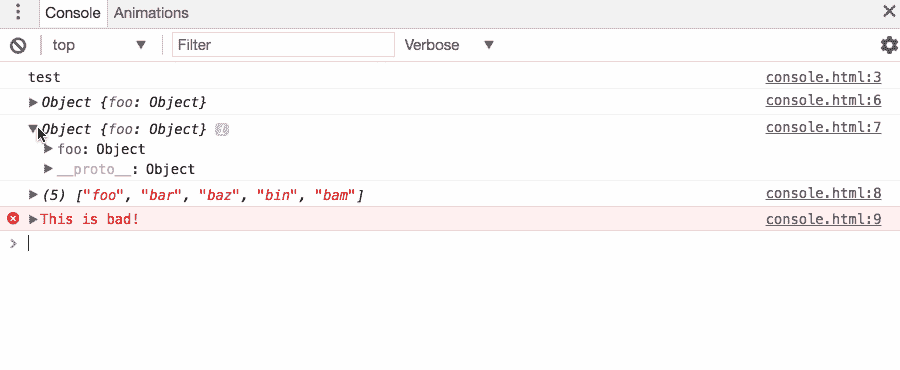 Console Animations
top Filter Verbose
test console.html:3
Object {foo: Object} console.html:6
Object {foo: Object} console.html:7
foo: Object
__proto__: Object
(5) ["foo", "bar", "baz", "bin", "bam"] console.html:8
This is bad! console.html:9